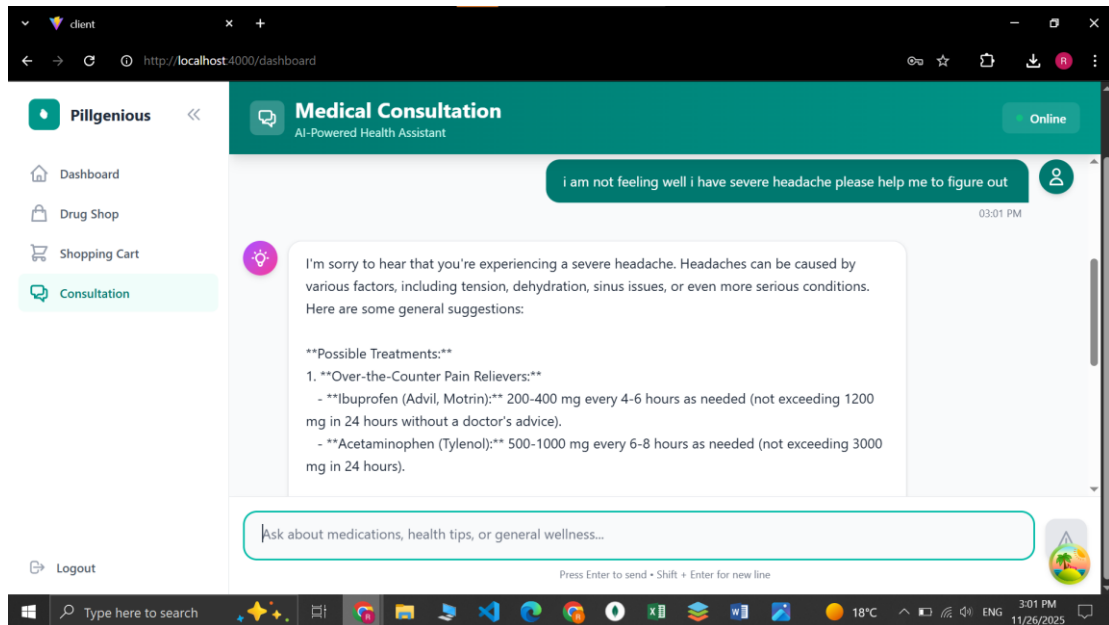 client
http://localhost:4000/dashboard
R
Pillgenious
Medical Consultation
AI-Powered Health Assistant
Online
Dashboard
Drug Shop
Shopping Cart
Consultation
i am not feeling well i have severe headache please help me to figure out
03:01 PM
I'm sorry to hear that you're experiencing a severe headache. Headaches can be caused by
various factors, including tension, dehydration, sinus issues, or even more serious conditions.
Here are some general suggestions:
**Possible Treatments:**
1. **Over-the-Counter Pain Relievers:**
- **Ibuprofen (Advil, Motrin):** 200-400 mg every 4-6 hours as needed (not exceeding 1200
mg in 24 hours without a doctor's advice).
- **Acetaminophen (Tylenol):** 500-1000 mg every 6-8 hours as needed (not exceeding 3000
mg in 24 hours).
Ask about medications, health tips, or general wellness...
Press Enter to send • Shift + Enter for new line
Logout
Type here to search
18°C
ENG
3:01 PM
11/26/2025